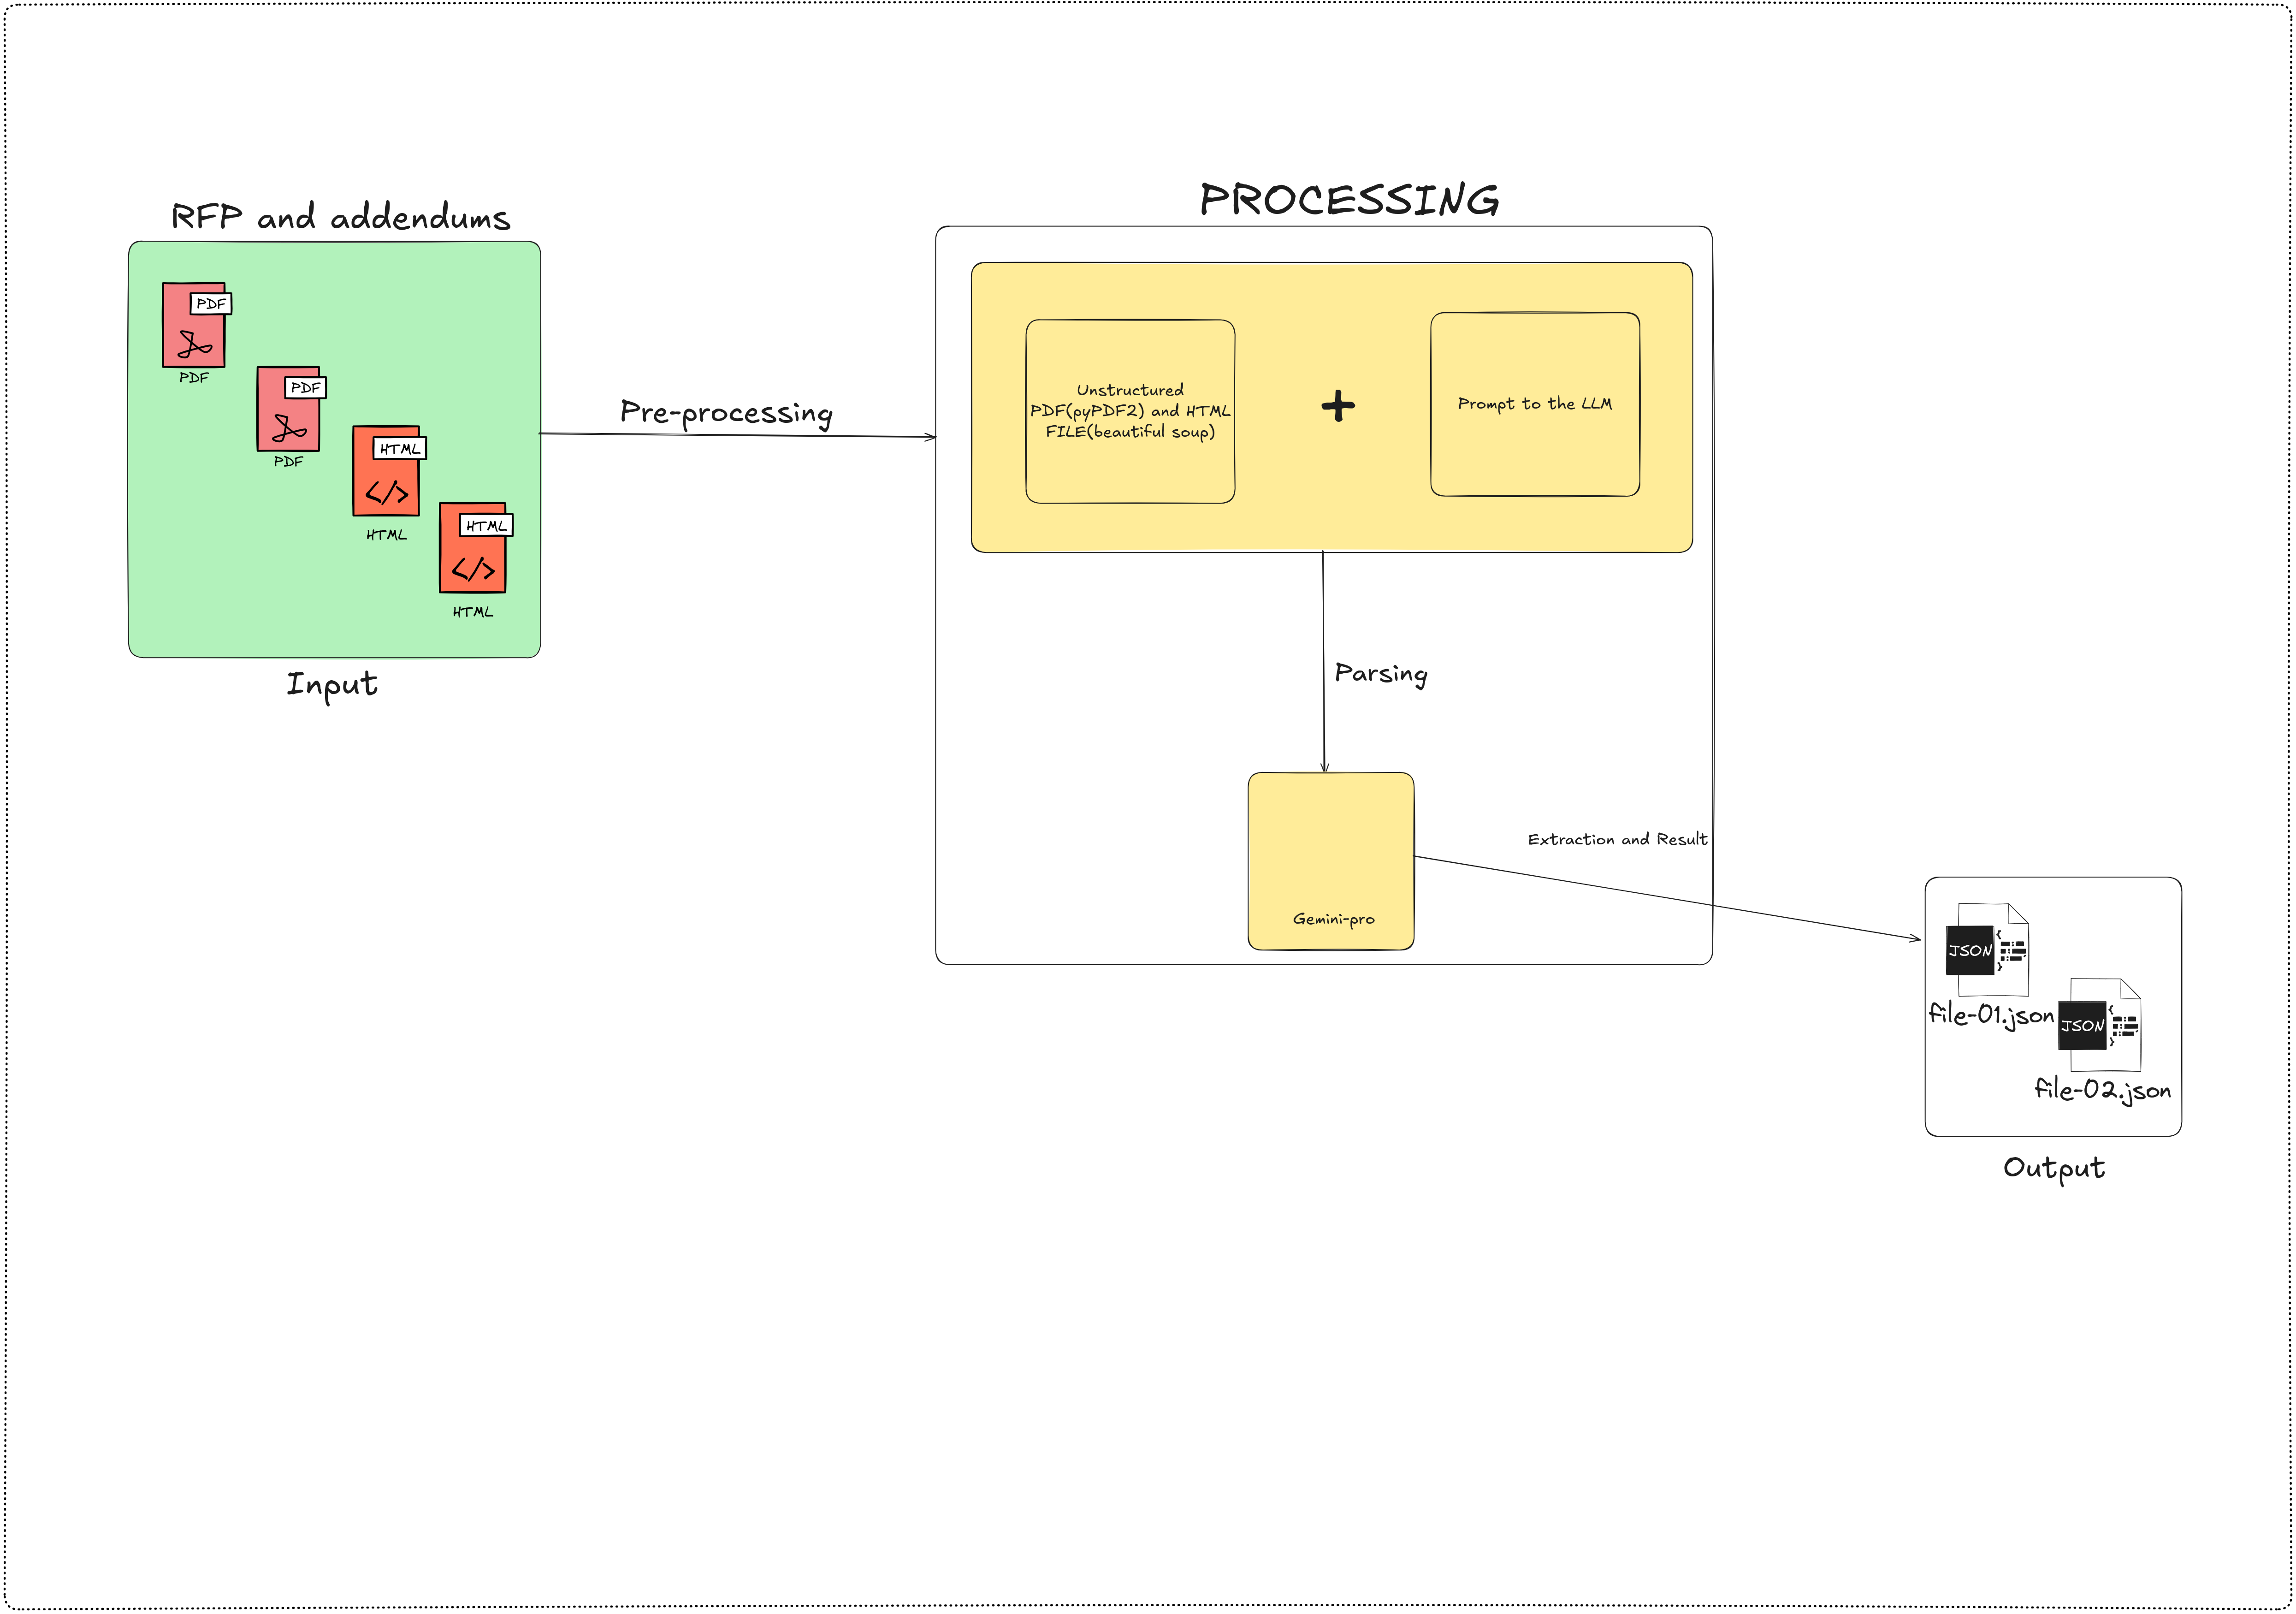 RFP and addendums
PDF
PDF
PDF
PDF
HTML
HTML
HTML
HTML
Input
Pre-processing
PROCESSING
Unstructured
PDF(pyPDF2) and HTML
FILE(beautiful soup)
+
Prompt to the LLM
Parsing
Gemini-pro
Extraction and Result
JSON
file-01.json
JSON
file-02.json
Output